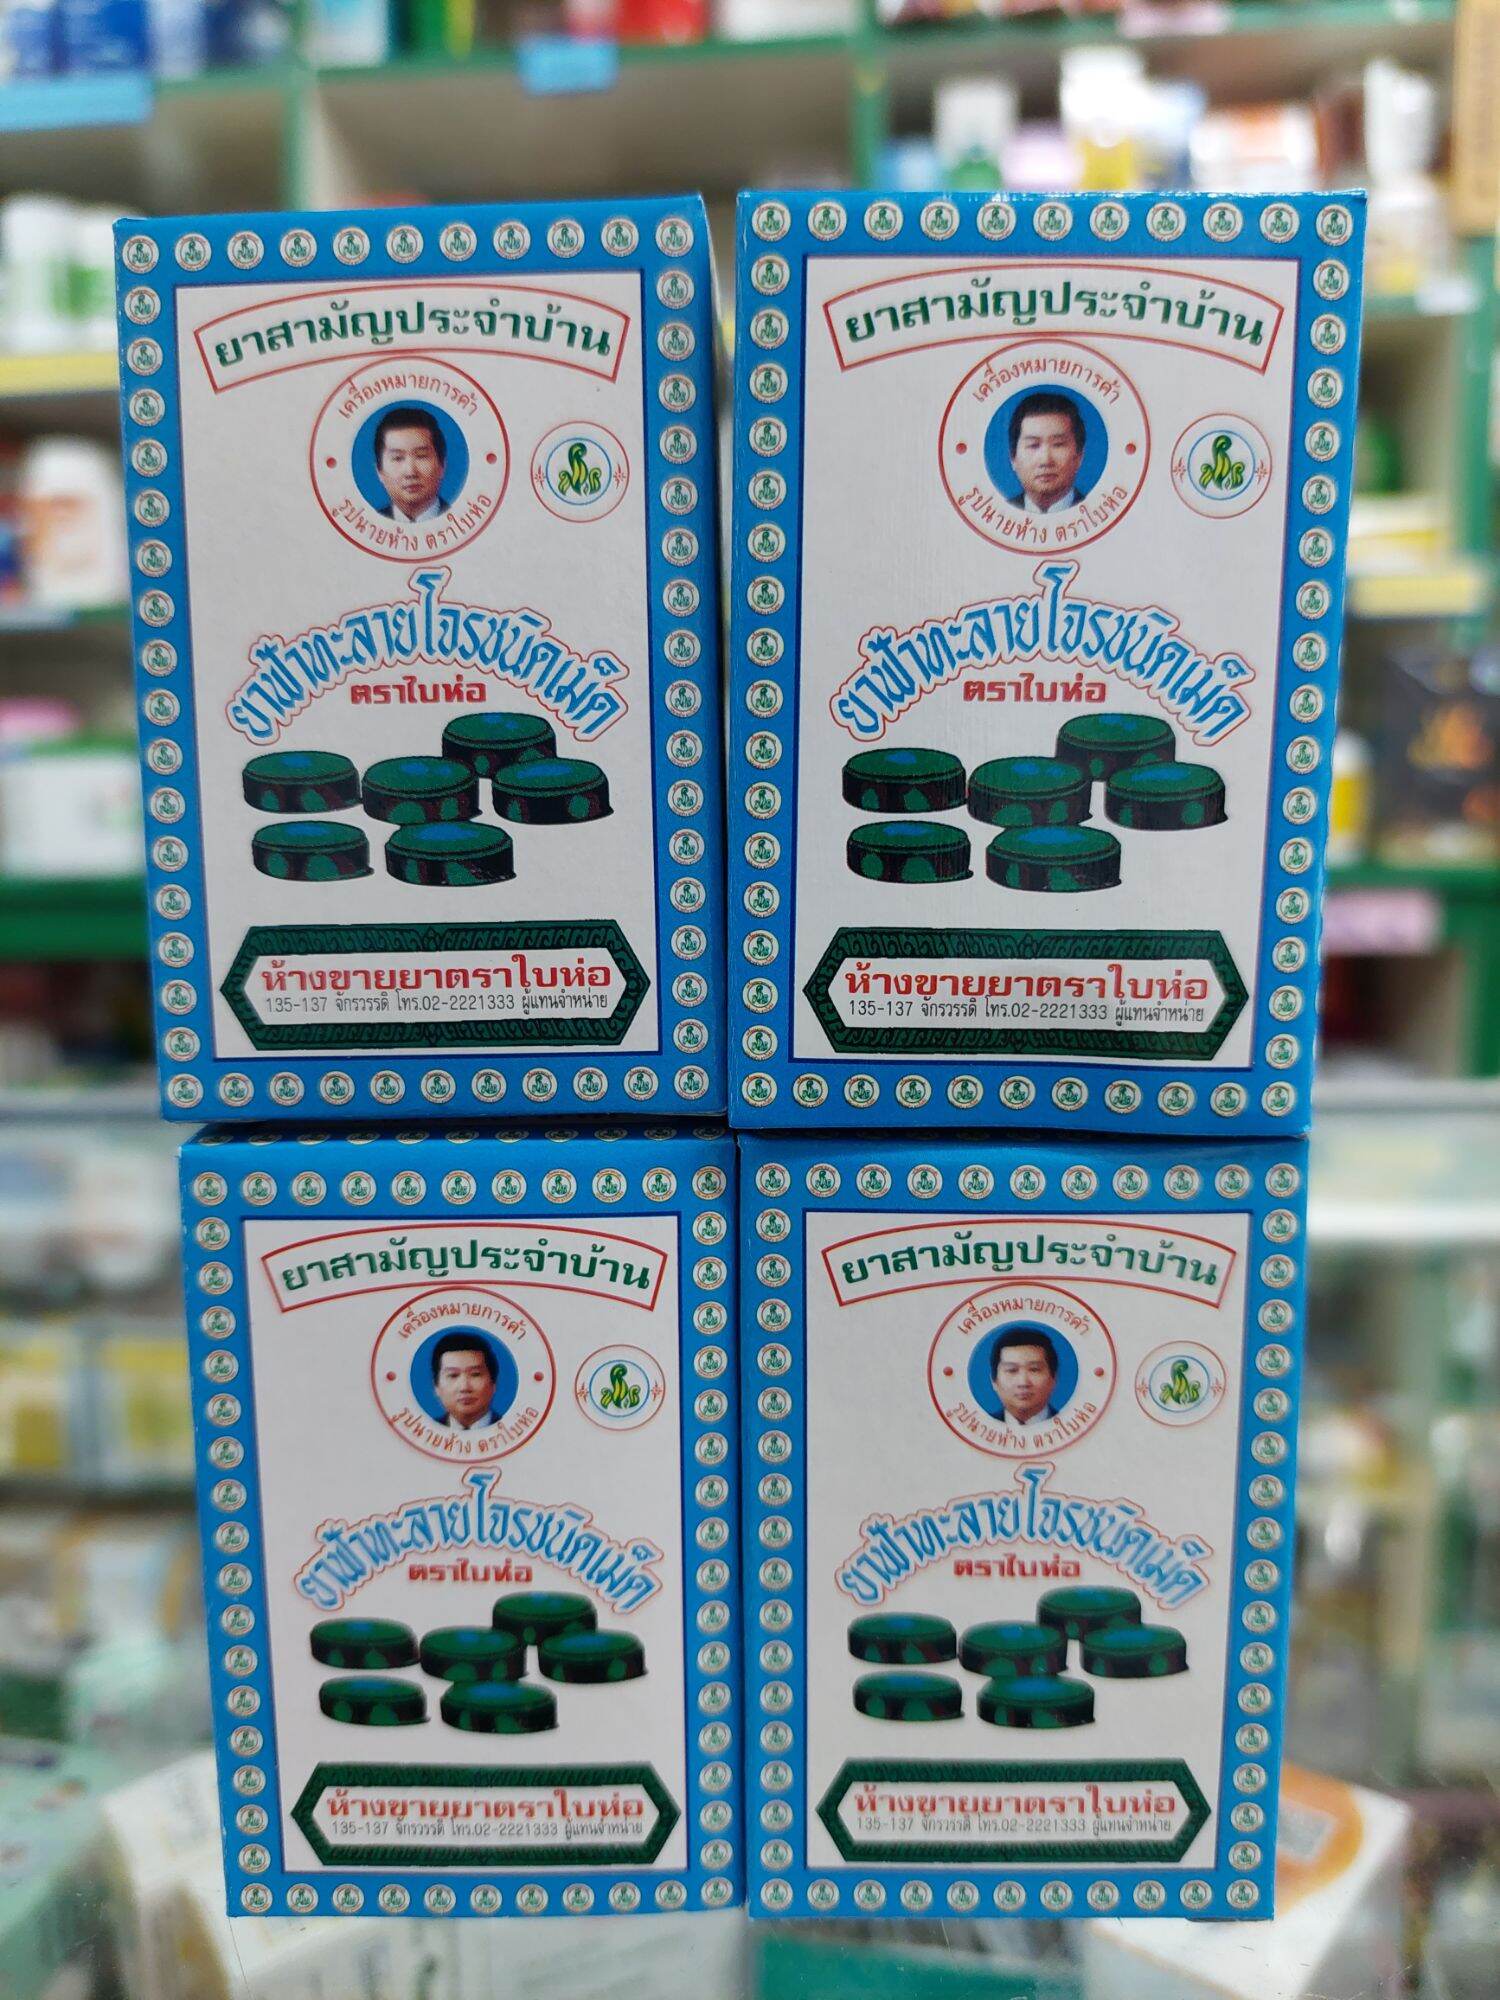 ยาสามัญประจำบ้าน
เครื่องหมายการค้า
รูปนายห้าง ตราใบห่อ
ยาฟ้าทะลายโจรชนิดเม็ด
ตราใบห่อ
ห้างขายยาตราใบห่อ
135-137 จักรวรรดิ โทร.02-2221333 ผู้แทนจำหน่าย
ยาสามัญประจำบ้าน
เครื่องหมายการค้า
รูปนายห้าง ตราใบห่อ
ยาฟ้าทะลายโจรชนิดเม็ด
ตราใบห่อ
ห้างขายยาตราใบห่อ
135-137 จักรวรรดิ โทร.02-2221333 ผู้แทนจำหน่าย
ยาสามัญประจำบ้าน
เครื่องหมายการค้า
รูปนายห้าง ตราใบห่อ
ยาฟ้าทะลายโจรชนิดเม็ด
ตราใบห่อ
ห้างขายยาตราใบห่อ
135-137 จักรวรรดิ โทร.02-2221333 ผู้แทนจำหน่าย
ยาสามัญประจำบ้าน
เครื่องหมายการค้า
รูปนายห้าง ตราใบห่อ
ยาฟ้าทะลายโจรชนิดเม็ด
ตราใบห่อ
ห้างขายยาตราใบห่อ
135-137 จักรวรรดิ โทร.02-2221333 ผู้แทนจำหน่าย